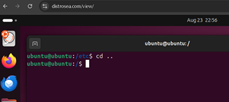 distrosea.com/view/
Aug 23 22:56
ubuntu@ubuntu: /
ubuntu@ubuntu:/etc$ cd ..
ubuntu@ubuntu:/$